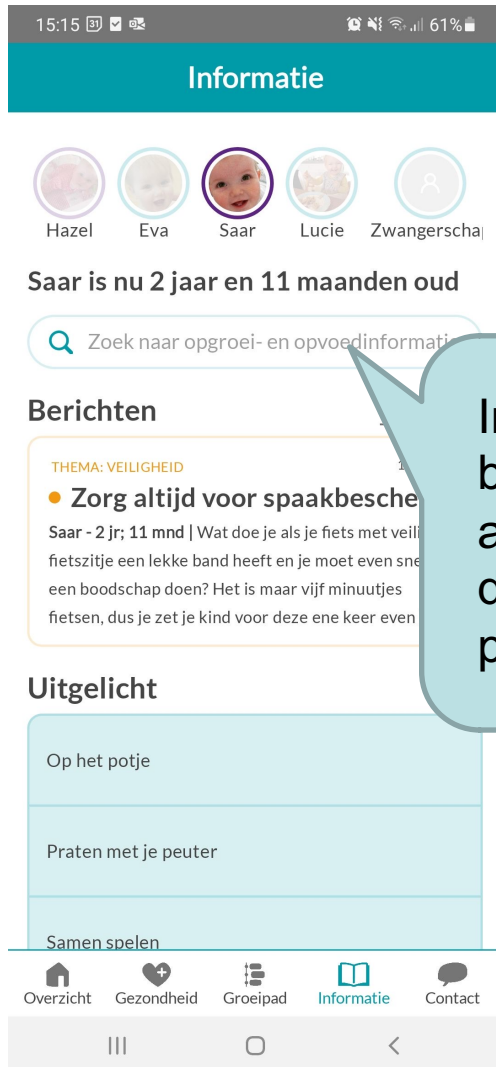 15:15 31 61%
Informatie
Hazel Eva Saar Lucie Zwangerscha
Saar is nu 2 jaar en 11 maanden oud
Zoek naar opgroei- en opvoedinformatie
Berichten
THEMA: VEILIGHEID
Zorg altijd voor spaakbesche
Saar - 2 jr; 11 mnd | Wat doe je als je fiets met veili
fietszitje een lekke band heeft en je moet even sne
een boodschap doen? Het is maar vijf minuutjes
fietsen, dus je zet je kind voor deze ene keer even
Uitgelicht
Op het potje
Praten met je peuter
Samen spelen
Overzicht Gezondheid Groeipad Informatie Contact